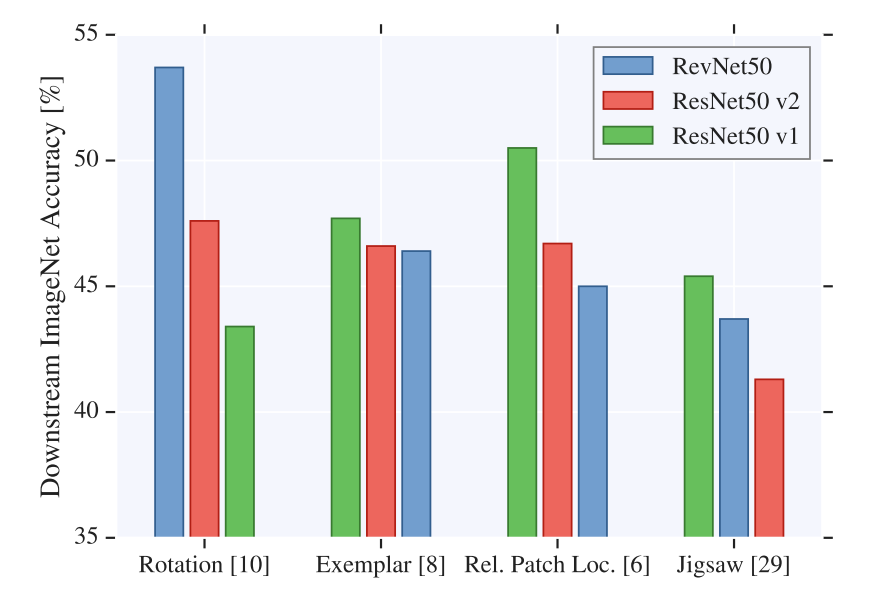 Downstream ImageNet Accuracy [%]
55
50
45
40
35
RevNet50
ResNet50 v2
ResNet50 v1
Rotation [10]
Exemplar [8]
Rel. Patch Loc. [6]
Jigsaw [29]